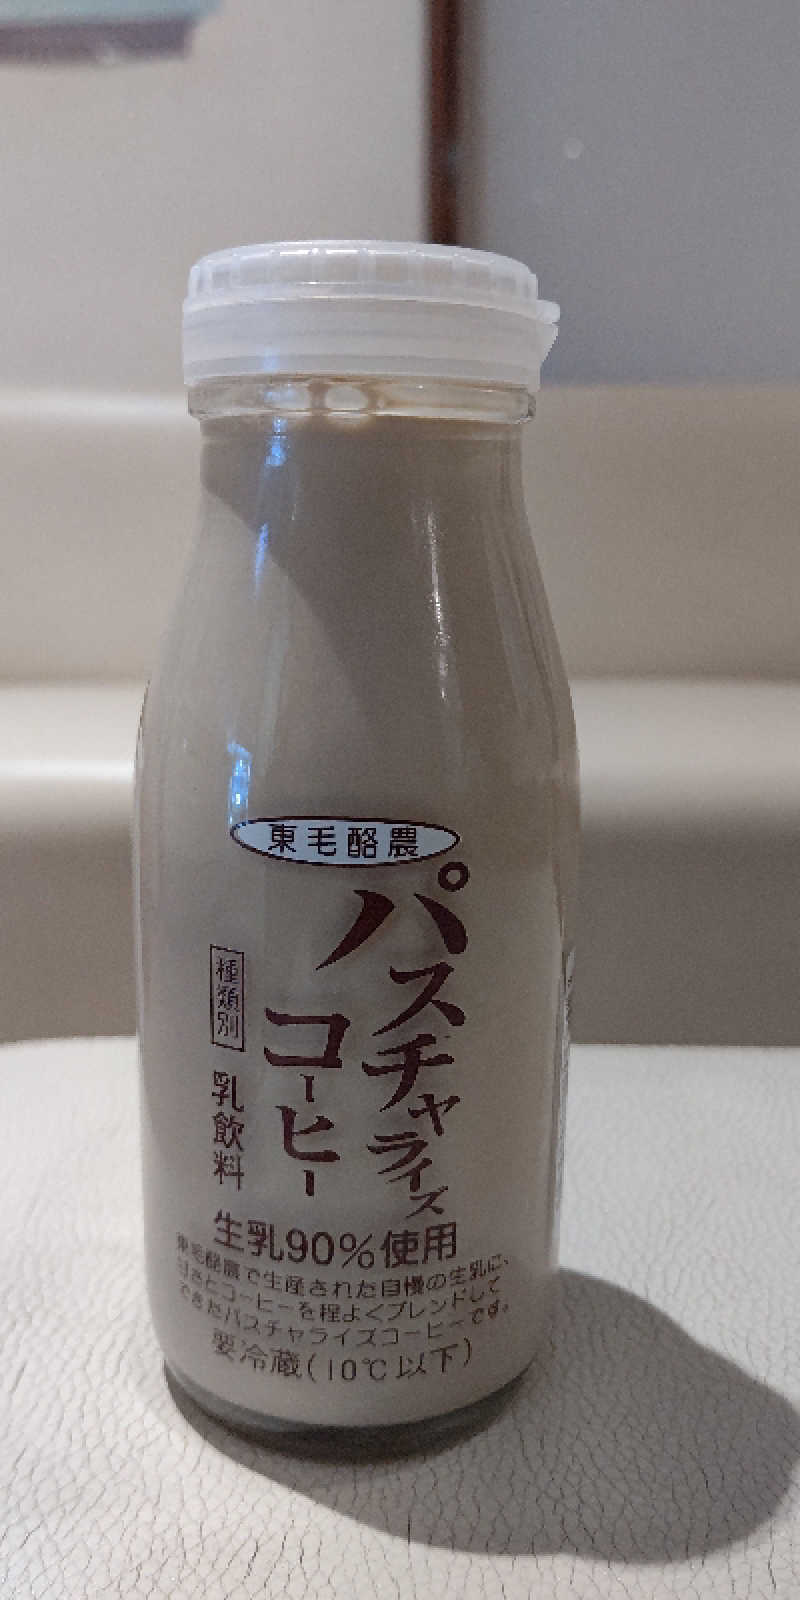 東毛酪農
パスチャライズ
コーヒー
種類別
乳飲料
生乳90%使用
東毛酪農で生産された自慢の生乳に、
甘さとコーヒーを程よくブレンドして
できたパスチャライズコーヒーです。
要冷蔵(10℃以下)